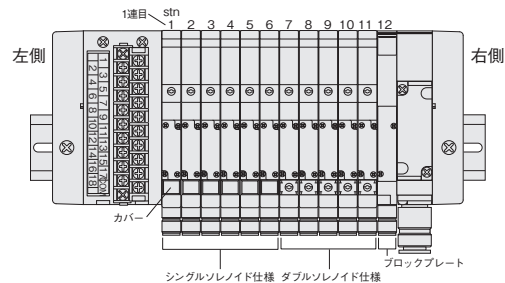 1連目
stn
1 2 3 4 5 6 7 8 9 10 11 12
左側
右側
1 3 5 7 9 11 13 15 17 COM
2 4 6 8 10 12 14 16 18
カバー
ブロックプレート
シングルソレノイド仕様 ダブルソレノイド仕様